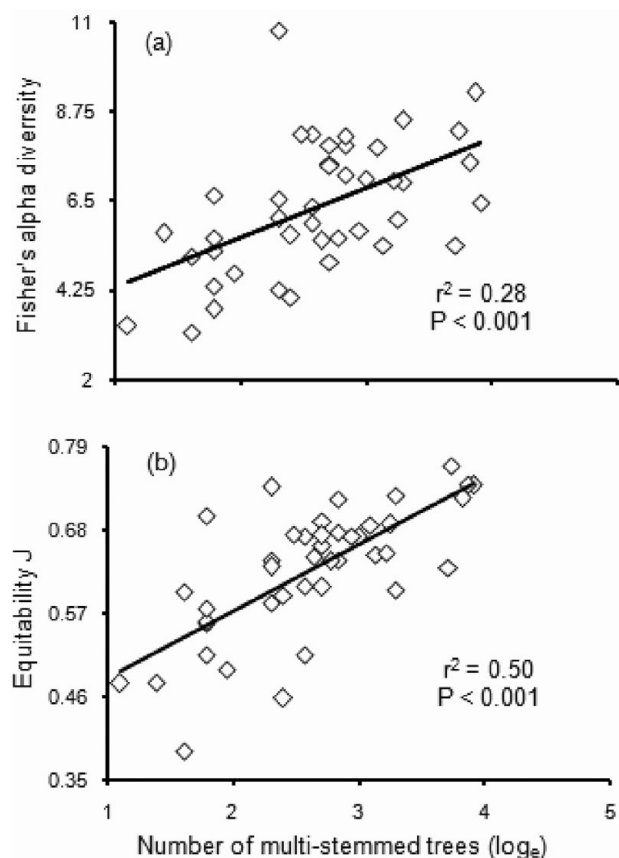 (a)
Fisher's alpha diverrsity
11
8.75
6.5
4.25
2
r² = 0.28
P < 0.001
(b)
Equitability J
0.79
0.68
0.57
0.46
0.35
r² = 0.50
P < 0.001
1 2 3 4 5
Number of multi-stemmed trees (logₑ)